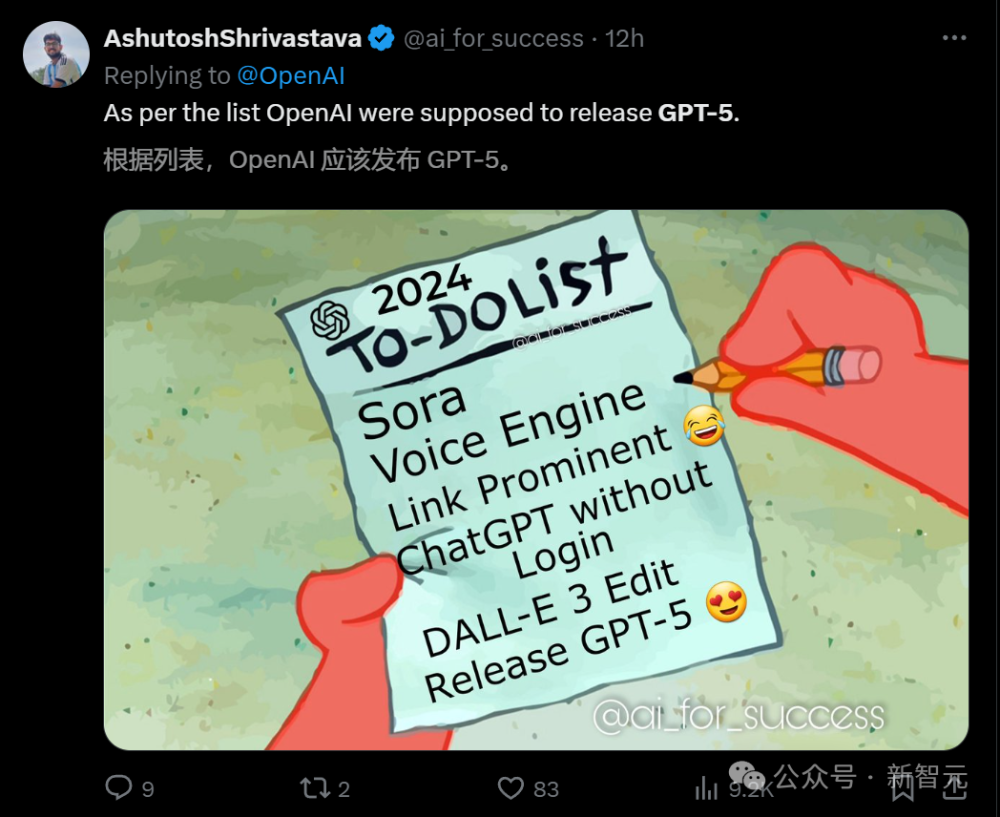 AshutoshShrivastava @ai_for_success · 12h
Replying to @OpenAI
As per the list OpenAI were supposed to release GPT-5.
根据列表，OpenAI 应该发布 GPT-5。
2024
TO-DO LiST
@ai_for_success
Sora
Voice Engine
Link Prominent 😂
ChatGPT without
Login
DALL-E 3 Edit
Release GPT-5 😍
@ai_for_success
9 2 83 9.2K
公众号 · 新智元